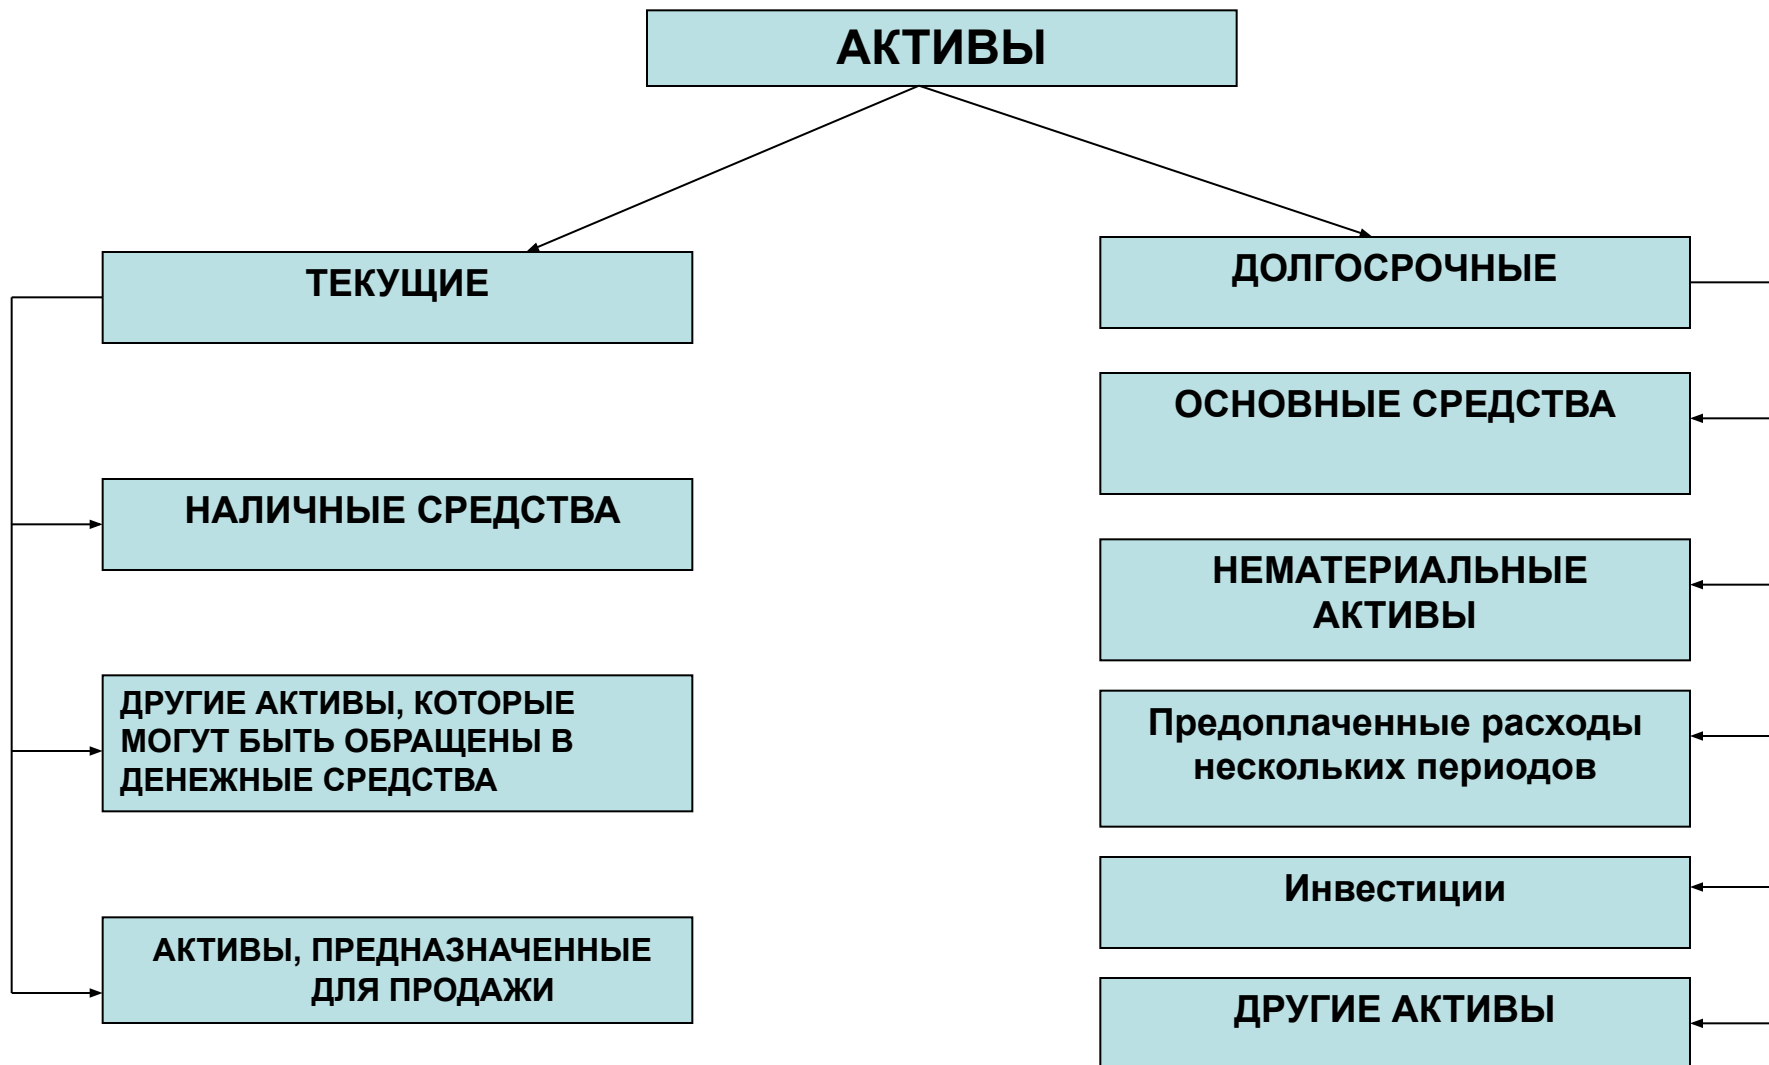 АКТИВЫ
ТЕКУЩИЕ
НАЛИЧНЫЕ СРЕДСТВА
ДРУГИЕ АКТИВЫ, КОТОРЫЕ
МОГУТ БЫТЬ ОБРАЩЕНЫ В
ДЕНЕЖНЫЕ СРЕДСТВА
АКТИВЫ, ПРЕДНАЗНАЧЕННЫЕ
ДЛЯ ПРОДАЖИ
ДОЛГОСРОЧНЫЕ
ОСНОВНЫЕ СРЕДСТВА
НЕМАТЕРИАЛЬНЫЕ
АКТИВЫ
Предоплаченные расходы
нескольких периодов
Инвестиции
ДРУГИЕ АКТИВЫ